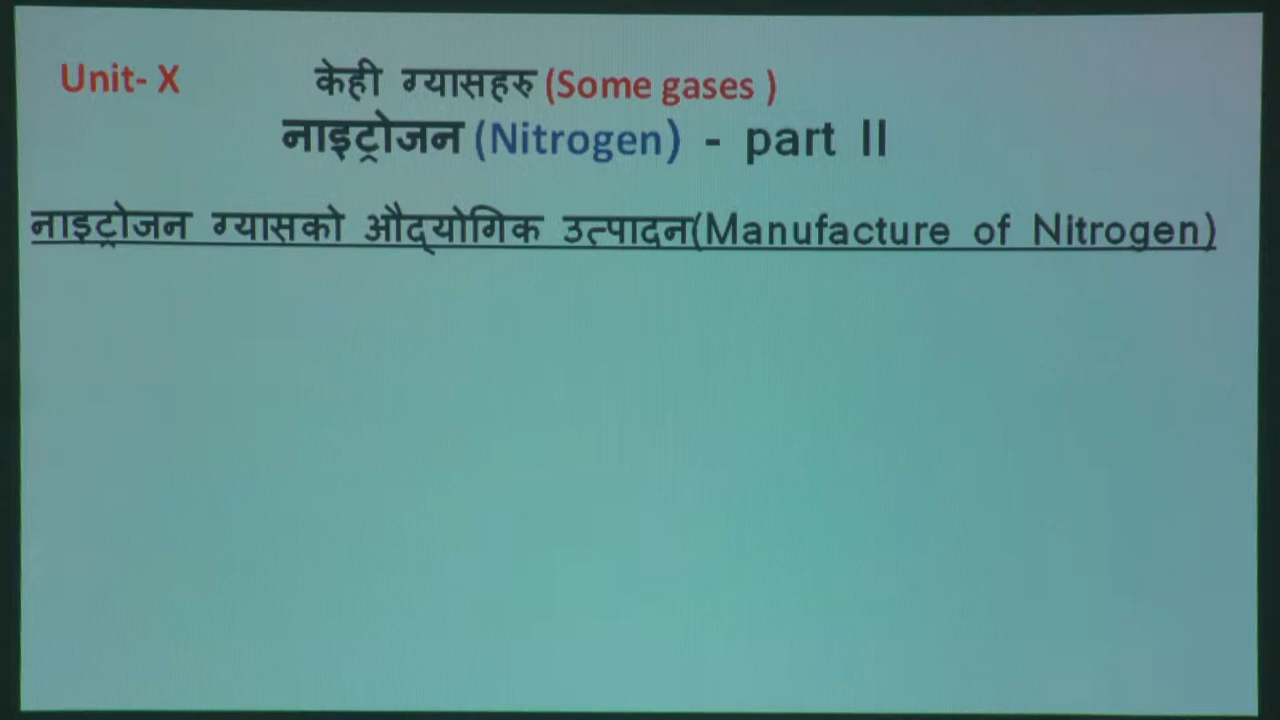 Unit- X केही ग्यासहरु (Some gases )
नाइट्रोजन (Nitrogen) - part II
नाइट्रोजन ग्यासको औद्योगिक उत्पादन(Manufacture of Nitrogen)